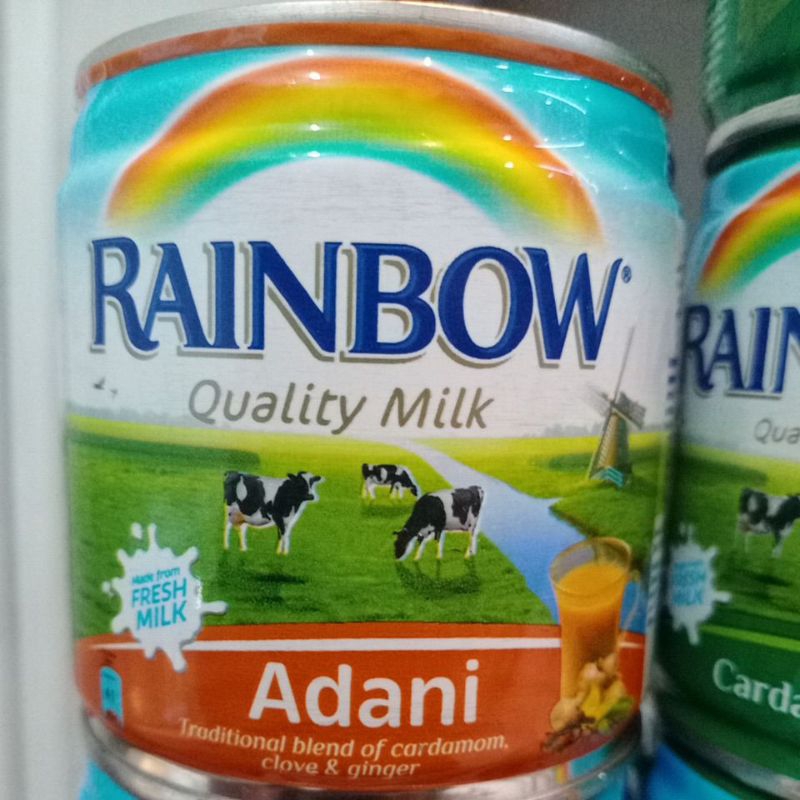 RAINBOW®
Quality Milk
Made from
FRESH
MILK
Adani
Traditional blend of cardamom,
clove & ginger
RAIN
Qua
FRESH
MILK
Carda